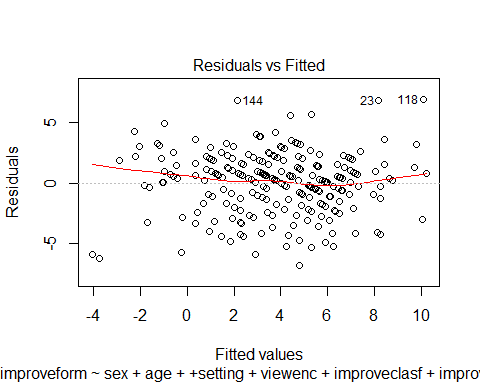 Residuals vs Fitted
144
23
118
Residuals
5
0
-5
-4 -2 0 2 4 6 8 10
Fitted values
improveform ~ sex + age + +setting + viewenc + improveclasf + improv